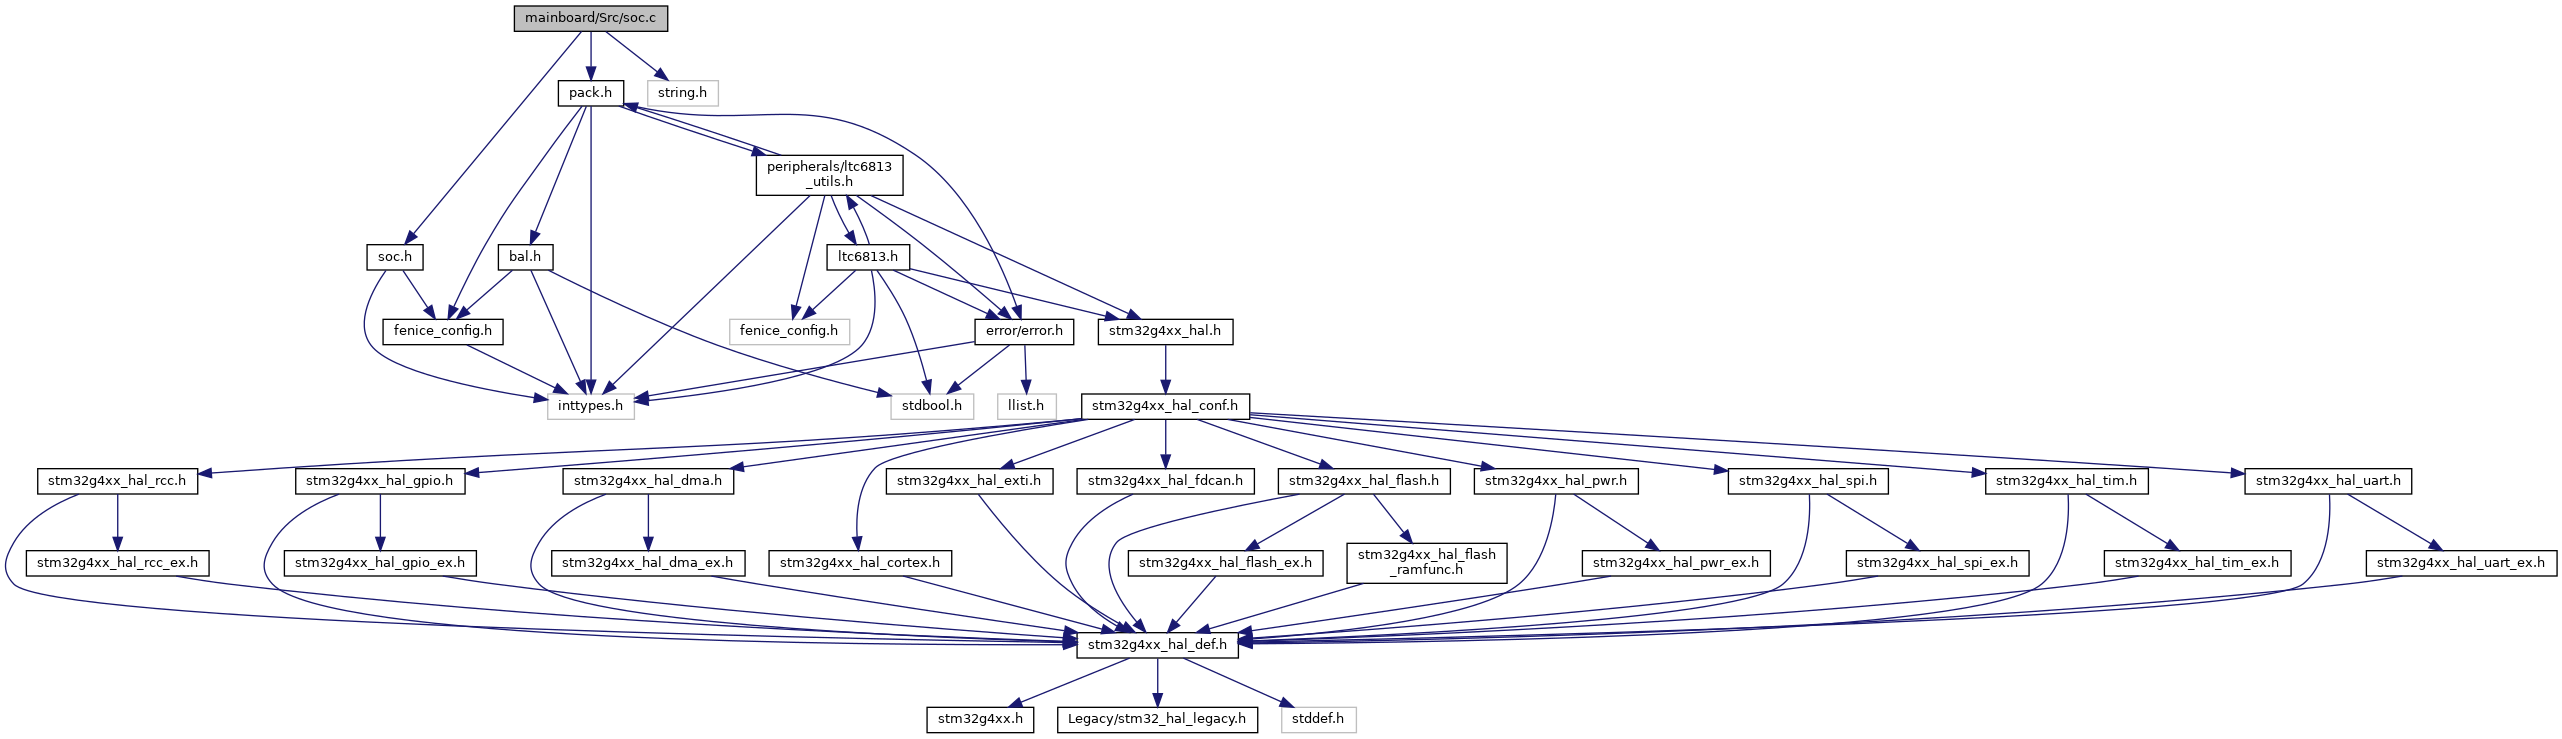 mainboard/Src/soc.c
pack.h
string.h
peripherals/ltc6813
_utils.h
soc.h
bal.h
ltc6813.h
fenice_config.h
fenice_config.h
error/error.h
stm32g4xx_hal.h
inttypes.h
stdbool.h
llist.h
stm32g4xx_hal_conf.h
stm32g4xx_hal_rcc.h
stm32g4xx_hal_gpio.h
stm32g4xx_hal_dma.h
stm32g4xx_hal_exti.h
stm32g4xx_hal_fdcan.h
stm32g4xx_hal_flash.h
stm32g4xx_hal_pwr.h
stm32g4xx_hal_spi.h
stm32g4xx_hal_tim.h
stm32g4xx_hal_uart.h
stm32g4xx_hal_rcc_ex.h
stm32g4xx_hal_gpio_ex.h
stm32g4xx_hal_dma_ex.h
stm32g4xx_hal_cortex.h
stm32g4xx_hal_flash_ex.h
stm32g4xx_hal_flash
_ramfunc.h
stm32g4xx_hal_pwr_ex.h
stm32g4xx_hal_spi_ex.h
stm32g4xx_hal_tim_ex.h
stm32g4xx_hal_uart_ex.h
stm32g4xx_hal_def.h
stm32g4xx.h
Legacy/stm32_hal_legacy.h
stddef.h